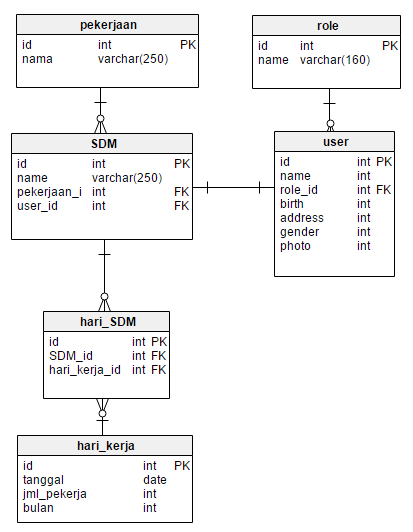 pekerjaan
id int PK
nama varchar(250)
role
id int PK
name varchar(160)
SDM
id int PK
name varchar(250)
pekerjaan_i int FK
user_id int FK
user
id int PK
name int
role_id int FK
birth int
address int
gender int
photo int
hari_SDM
id int PK
SDM_id int FK
hari_kerja_id int FK
hari_kerja
id int PK
tanggal date
jml_pekerja int
bulan int